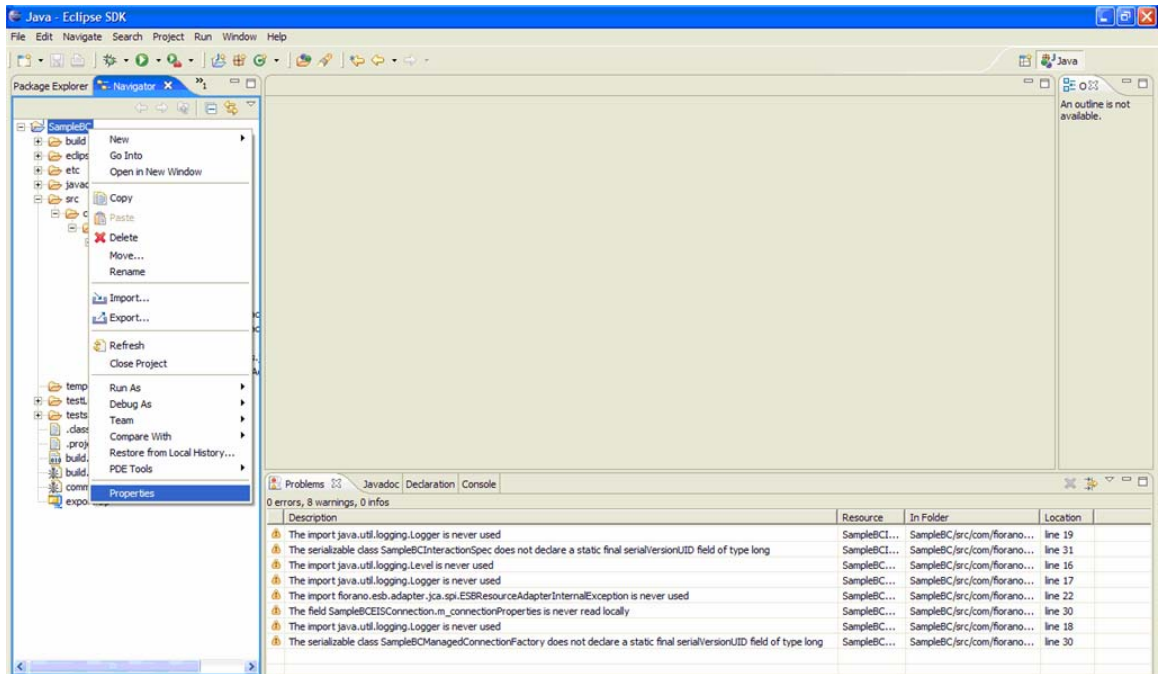 Java - Eclipse SDK
File Edit Navigate Search Project Run Window Help
Java
Package Explorer Navigator X »1
SampleBC
build
eclips
etc
javac
src
c
temp
testL
tests
.class
.proje
build.
build.
comm
New
Go Into
Open in New Window
Copy
Paste
Delete
Move...
Rename
Import...
Export...
Refresh
Close Project
Run As
Debug As
Team
Compare With
Restore from Local History...
PDE Tools
Properties
An outline is not
available.
Problems Javadoc Declaration Console
0 errors, 8 warnings, 0 infos
Description Resource In Folder Location
The import java.util.logging.Logger is never used SampleBCI... SampleBC/src/com/fiorano... line 19
The serializable class SampleBCInteractionSpec does not declare a static final serialVersionUID field of type long SampleBCI... SampleBC/src/com/fiorano... line 31
The import java.util.logging.Level is never used SampleBC... SampleBC/src/com/fiorano... line 16
The import java.util.logging.Logger is never used SampleBC... SampleBC/src/com/fiorano... line 17
The import fiorano.esb.adapter.jca.spi.ESBResourceAdapterInternalException is never used SampleBC... SampleBC/src/com/fiorano... line 22
The field SampleBCEISConnection.m_connectionProperties is never read locally SampleBC... SampleBC/src/com/fiorano... line 30
The import java.util.logging.Logger is never used SampleBC... SampleBC/src/com/fiorano... line 18
The serializable class SampleBCManagedConnectionFactory does not declare a static final serialVersionUID field of type long SampleBC... SampleBC/src/com/fiorano... line 30